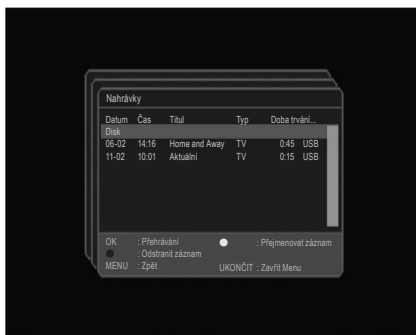 Nahrávky
Datum Čas Titul Typ Doba trvání...
Disk
06-02 14:16 Home and Away TV 0:45 USB
11-02 10:01 Aktuální TV 0:15 USB
OK : Přehrávání : Přejmenovat záznam
: Odstranit záznam
MENU : Zpět UKONČIT : Zavřít Menu